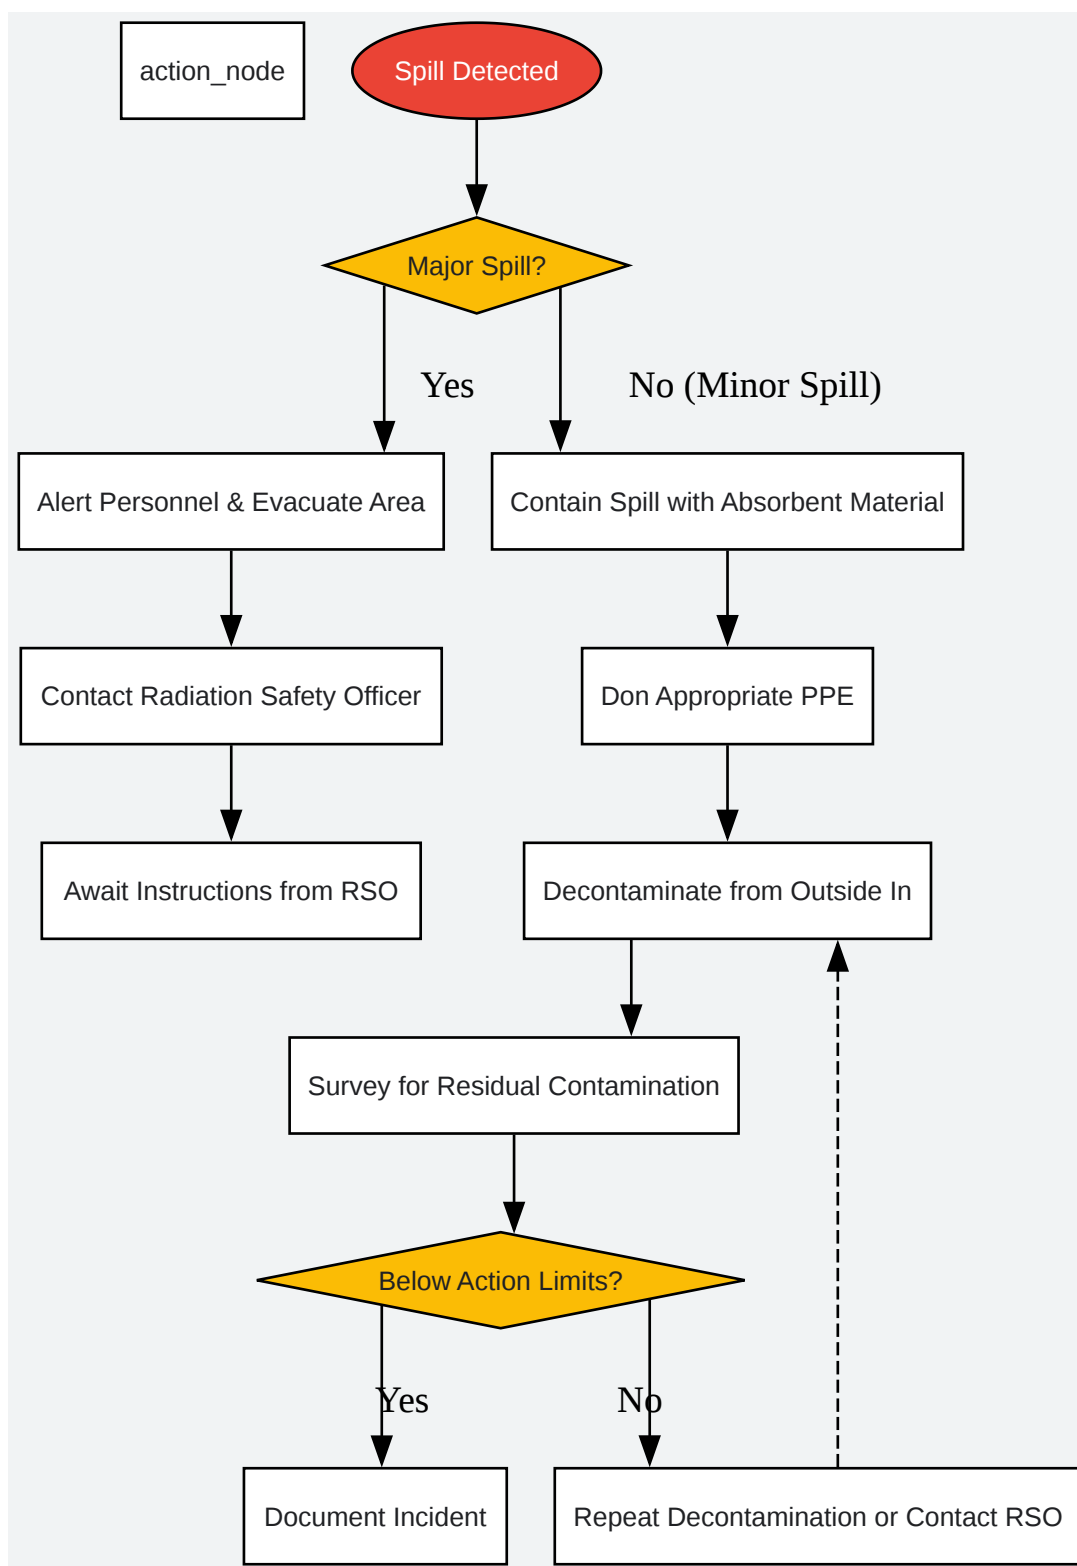 action_node
Spill Detected
Major Spill?
Yes
No (Minor Spill)
Alert Personnel & Evacuate Area
Contain Spill with Absorbent Material
Contact Radiation Safety Officer
Don Appropriate PPE
Await Instructions from RSO
Decontaminate from Outside In
Survey for Residual Contamination
Below Action Limits?
Yes
No
Document Incident
Repeat Decontamination or Contact RSO